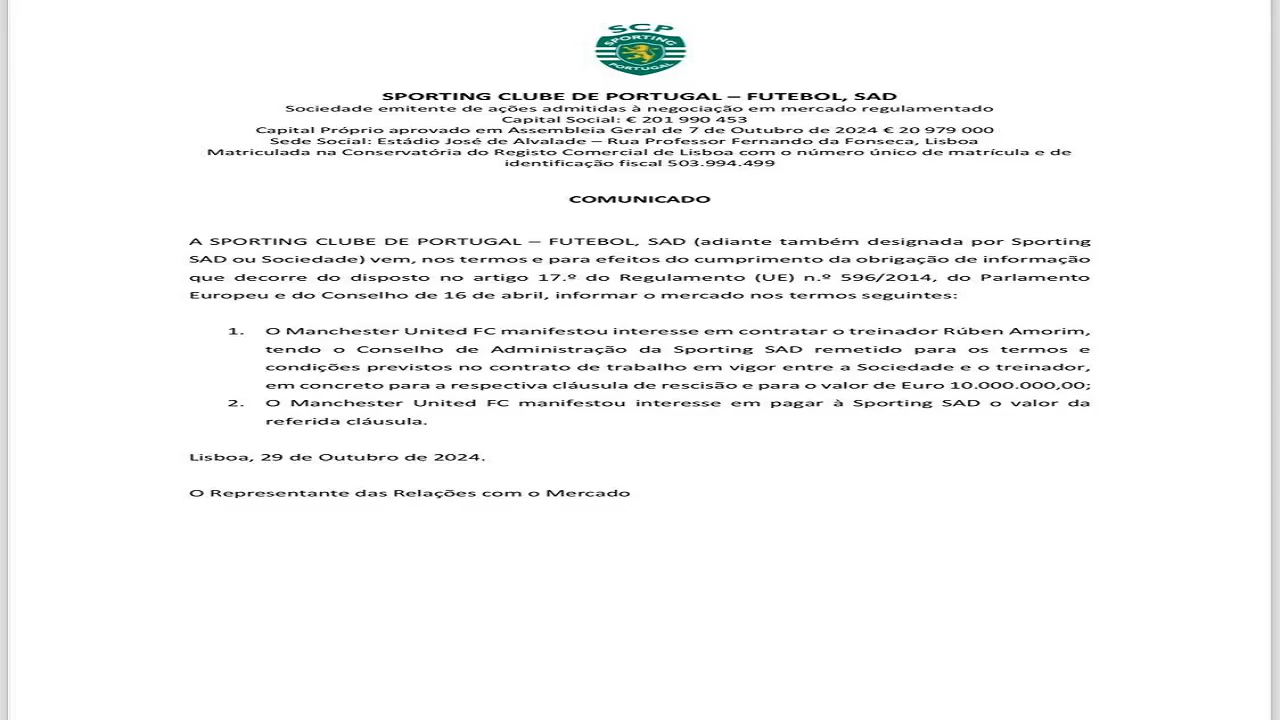 SCP
SPORTING
PORTUGAL
SPORTING CLUBE DE PORTUGAL – FUTEBOL, SAD
Sociedade emitente de ações admitidas à negociação em mercado regulamentado
Capital Social: € 201 990 453
Capital Próprio aprovado em Assembleia Geral de 7 de Outubro de 2024 € 20 979 000
Sede Social: Estádio José de Alvalade – Rua Professor Fernando da Fonseca, Lisboa
Matriculada na Conservatória do Registo Comercial de Lisboa com o número único de matrícula e de
identificação fiscal 503.994.499
COMUNICADO
A SPORTING CLUBE DE PORTUGAL – FUTEBOL, SAD (adiante também designada por Sporting
SAD ou Sociedade) vem, nos termos e para efeitos do cumprimento da obrigação de informação
que decorre do disposto no artigo 17.º do Regulamento (UE) n.º 596/2014, do Parlamento
Europeu e do Conselho de 16 de abril, informar o mercado nos termos seguintes:
1. O Manchester United FC manifestou interesse em contratar o treinador Rúben Amorim,
tendo o Conselho de Administração da Sporting SAD remetido para os termos e
condições previstos no contrato de trabalho em vigor entre a Sociedade e o treinador,
em concreto para a respectiva cláusula de rescisão e para o valor de Euro 10.000.000,00;
2. O Manchester United FC manifestou interesse em pagar à Sporting SAD o valor da
referida cláusula.
Lisboa, 29 de Outubro de 2024.
O Representante das Relações com o Mercado